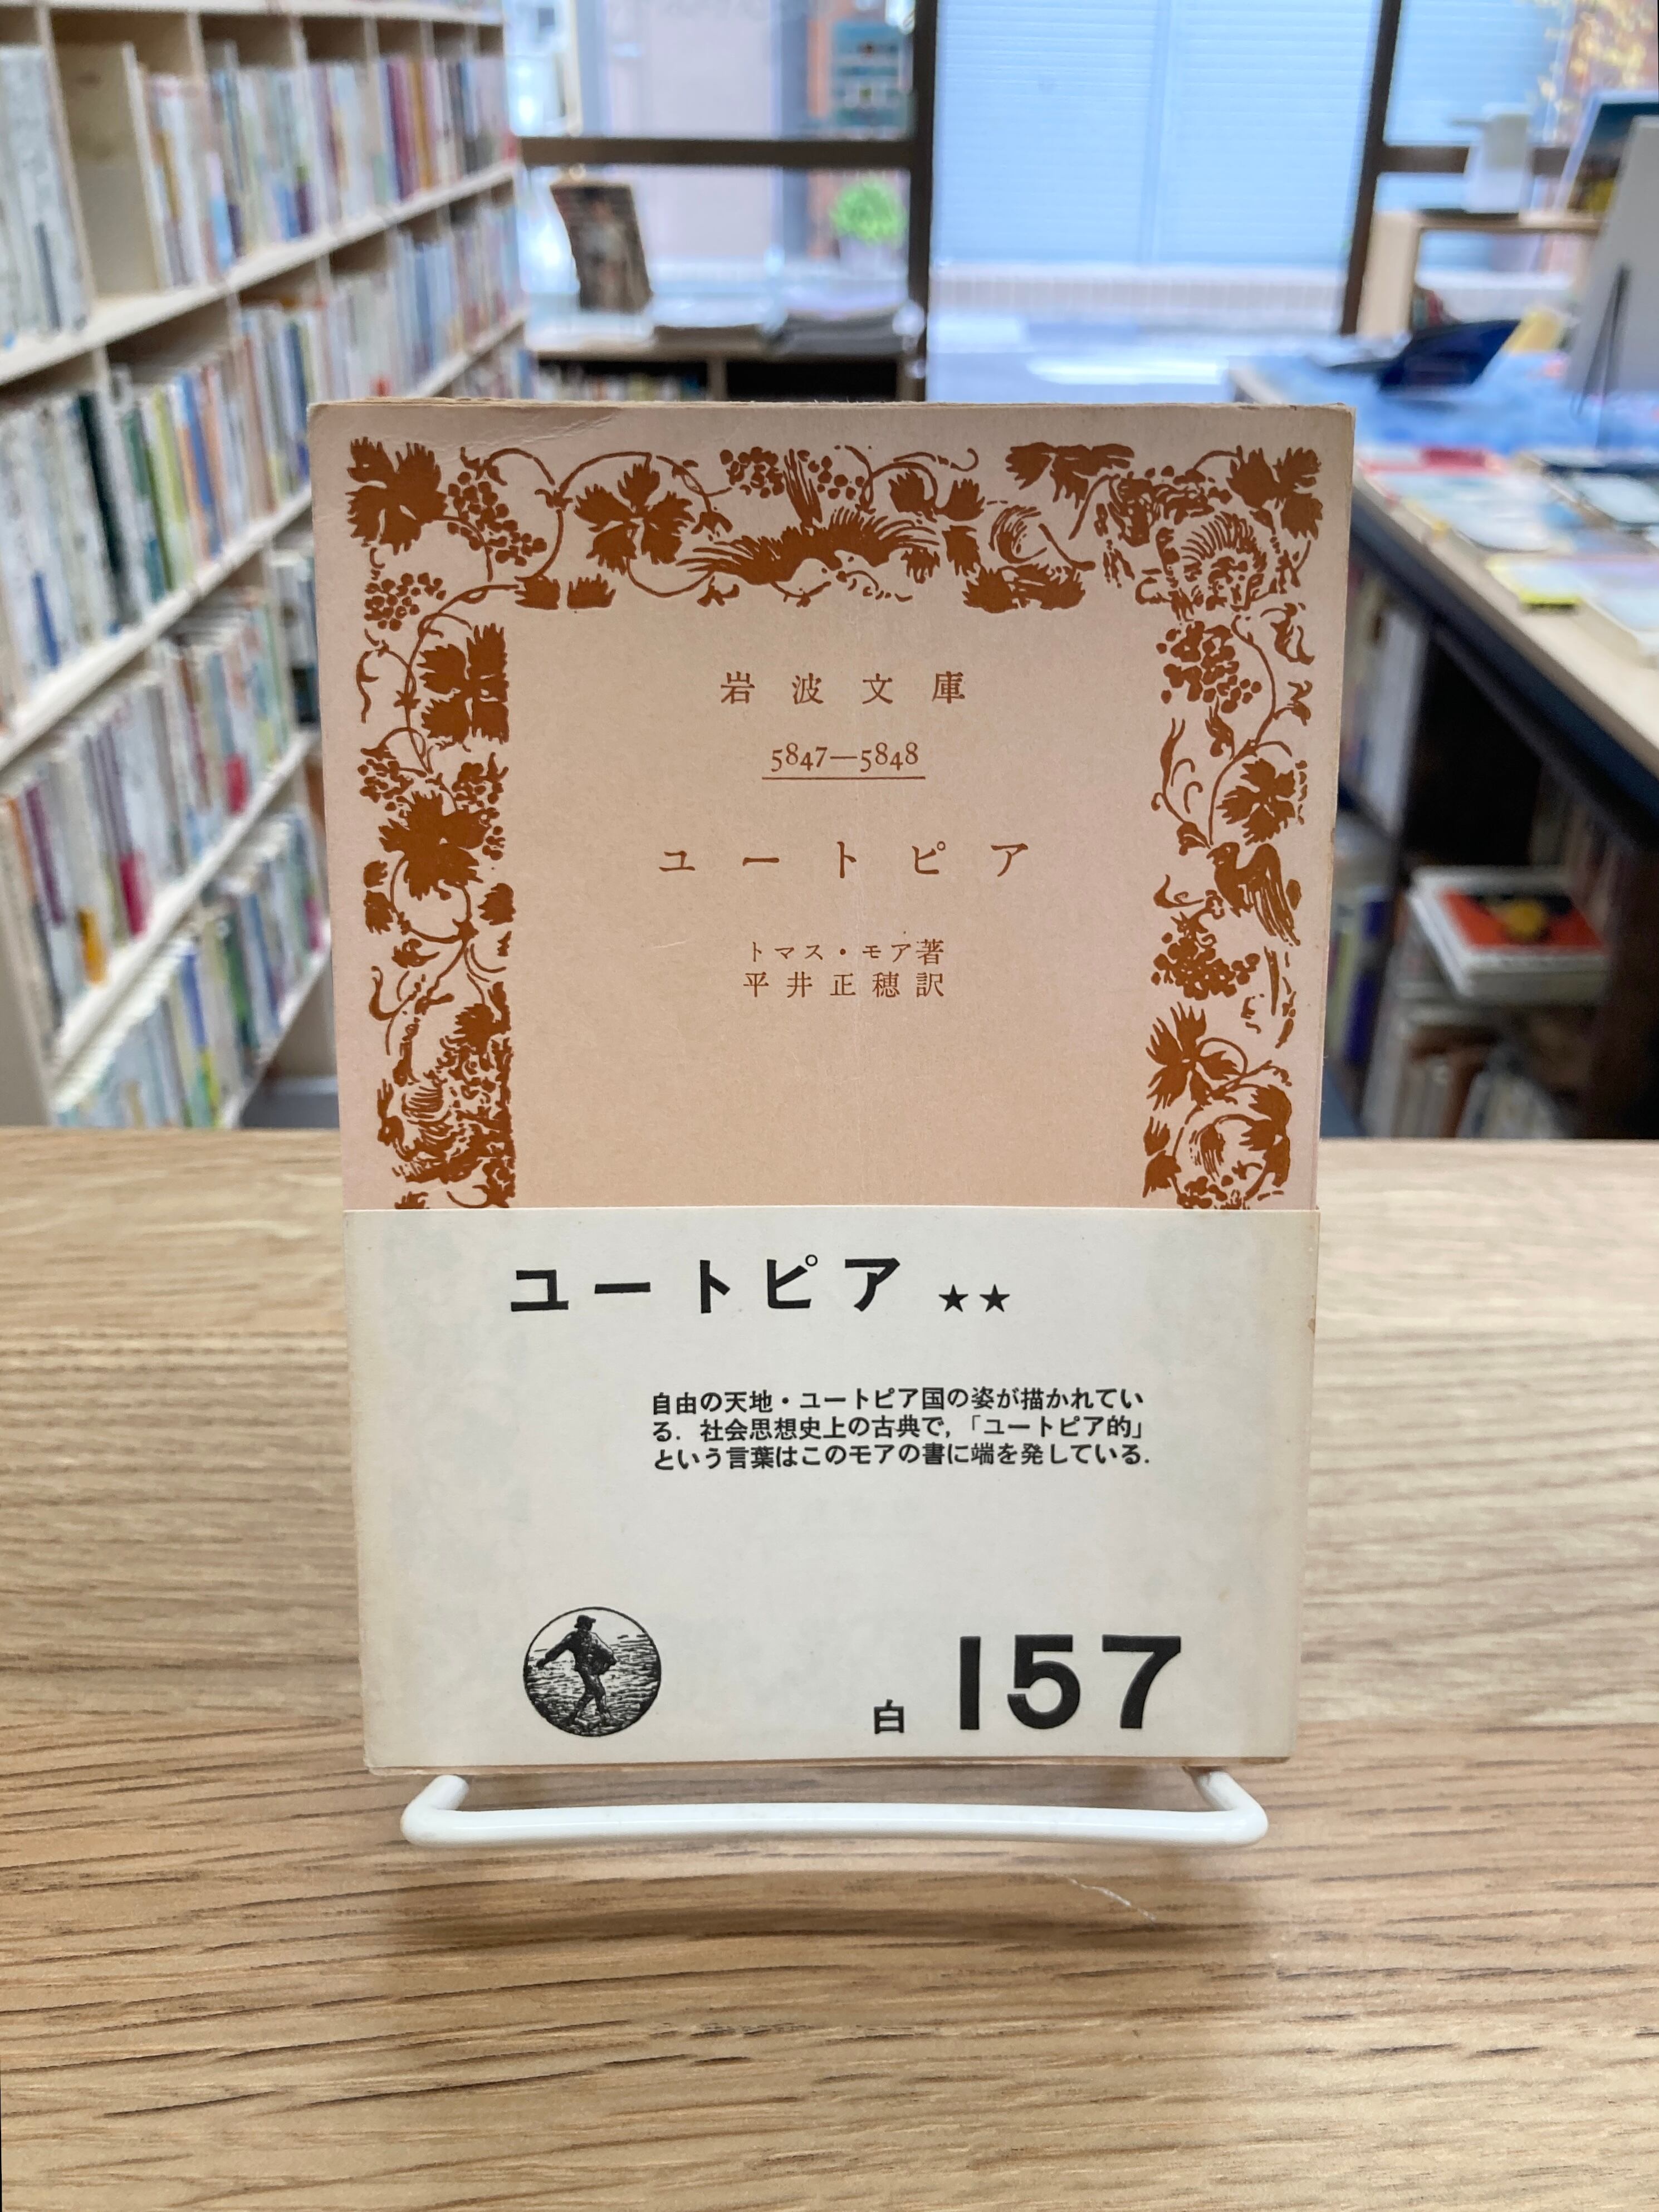 岩波文庫
5847―5848
ユートピア
トマス・モア著
平井正穂訳
ユートピア ★★
自由の天地・ユートピア国の姿が描かれてい
る．社会思想史上の古典で，「ユートピア的」
という言葉はこのモアの書に端を発している．
白 157